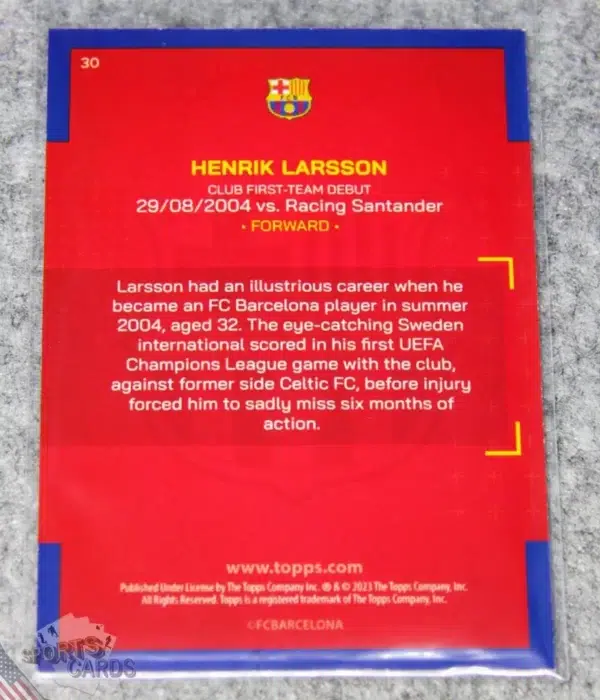 30
FCB
HENRIK LARSSON
CLUB FIRST-TEAM DEBUT
29/08/2004 vs. Racing Santander
• FORWARD •
Larsson had an illustrious career when he
became an FC Barcelona player in summer
2004, aged 32. The eye-catching Sweden
international scored in his first UEFA
Champions League game with the club,
against former side Celtic FC, before injury
forced him to sadly miss six months of
action.
www.topps.com
Published Under License by The Topps Company Inc. ® & © 2023 The Topps Company, Inc.
All Rights Reserved. Topps is a registered trademark of The Topps Company, Inc.
©FCBARCELONA
SPORTS
CARDS